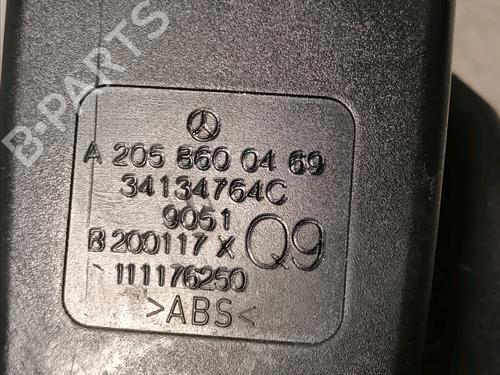 B-PARTS
A 205 860 04 69
34134764C
9051
B 200117 X Q9
111176250
>ABS<